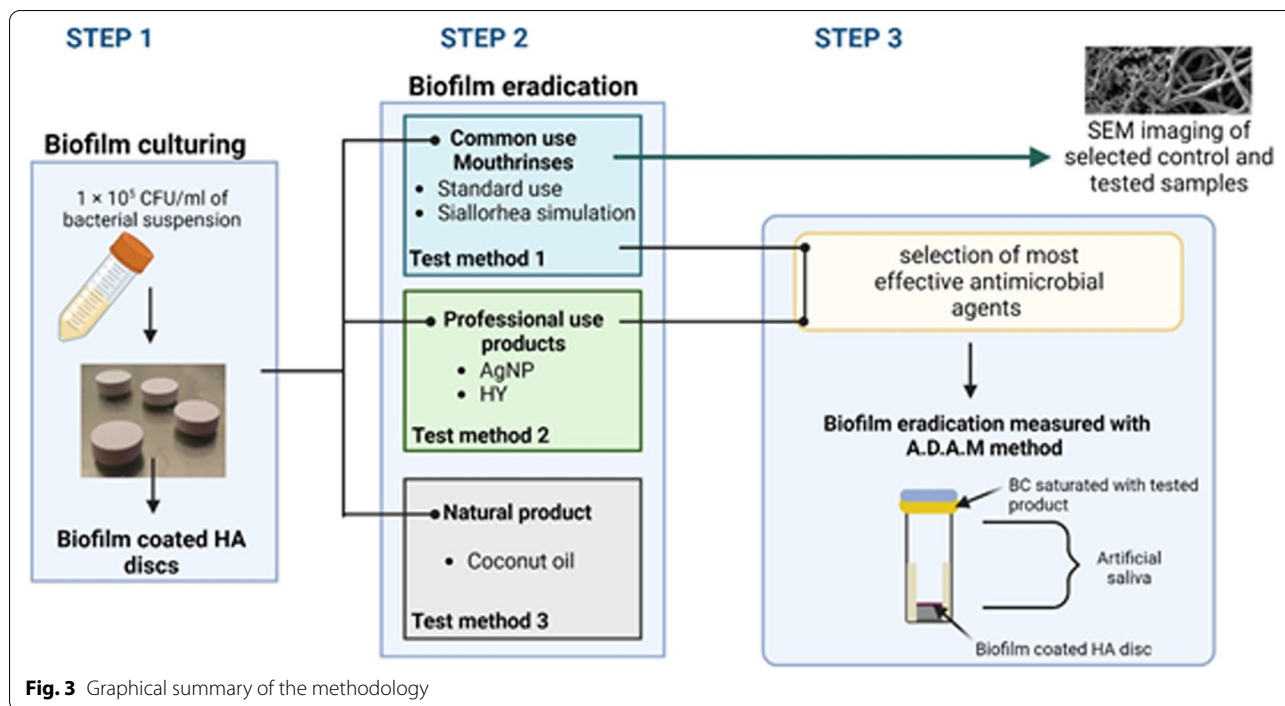 STEP 1
Biofilm culturing
1 × 10⁵ CFU/ml of
bacterial suspension
Biofilm coated HA
discs
STEP 2
Biofilm eradication
Common use
Mouthrinses
• Standard use
• Siallorhea simulation
Test method 1
Professional use
products
• AgNP
• HY
Test method 2
Natural product
• Coconut oil
Test method 3
STEP 3
SEM imaging of
selected control and
tested samples
selection of most
effective antimicrobial
agents
Biofilm eradication measured with
A.D.A.M method
BC saturated with tested
product
Artificial
saliva
Biofilm coated HA disc
Fig. 3 Graphical summary of the methodology